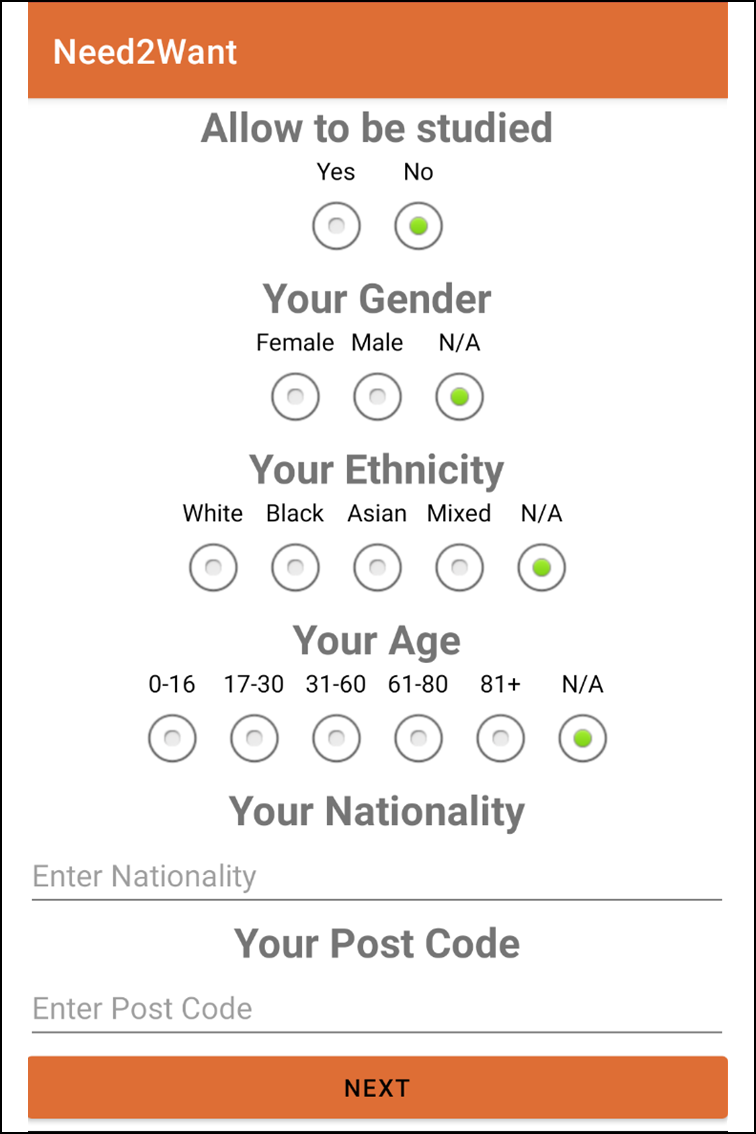 Need2Want
Allow to be studied
Yes No
Your Gender
Female Male N/A
Your Ethnicity
White Black Asian Mixed N/A
Your Age
0-16 17-30 31-60 61-80 81+ N/A
Your Nationality
Enter Nationality
Your Post Code
Enter Post Code
NEXT